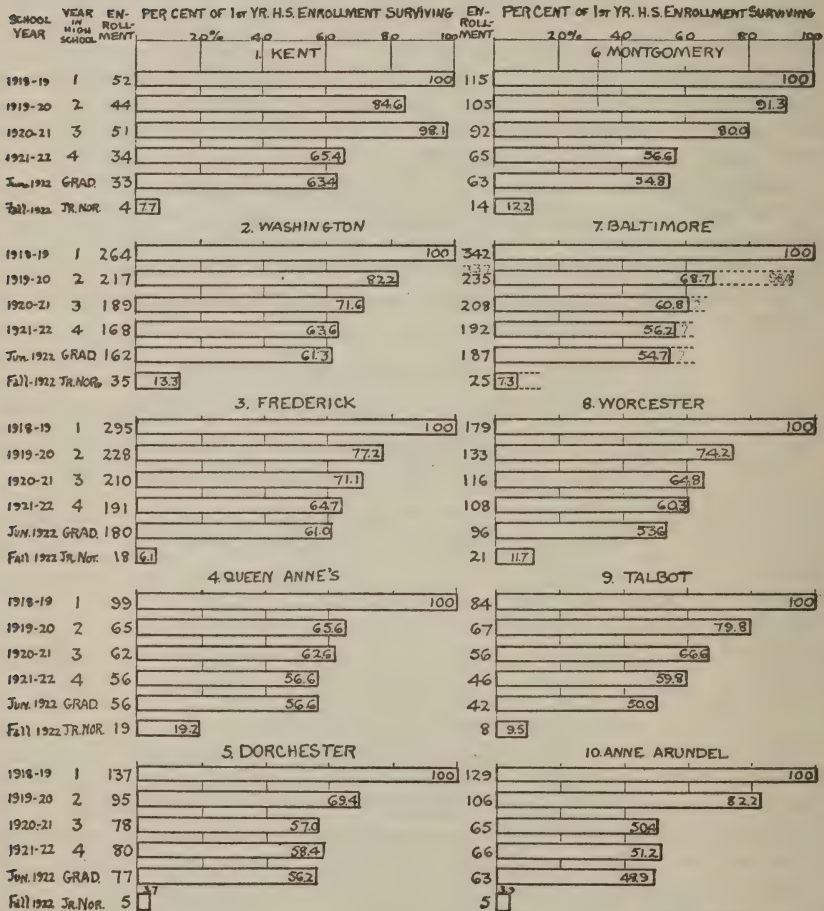 SCHOOL YEAR YEAR IN HIGH SCHOOL EN-ROLL-MENT PER CENT OF 1ST YR. H.S. ENROLLMENT SURVIVING EN-ROLL-MENT PER CENT OF 1ST YR. H.S. ENROLLMENT SURVIVING
20% 40 60 80 100 20% 40 60 80 100
1. KENT 6 MONTGOMERY
1918-19 1 52 100 115 100
1919-20 2 44 84.6 105 91.3
1920-21 3 51 98.1 92 80.0
1921-22 4 34 65.4 65 56.6
June 1922 GRAD. 33 63.4 63 54.8
Fall-1922 JR. NOR. 4 7.7 14 12.2
2. WASHINGTON 7. BALTIMORE
1918-19 1 264 100 342 100
1919-20 2 217 82.2 235 68.7
1920-21 3 189 71.6 208 60.8 ?
1921-22 4 168 63.6 192 56.2 ?
Jun. 1922 GRAD 162 61.3 187 54.7 ?
Fall-1922 JR. NOR. 35 13.3 25 7.3
3. FREDERICK 8. WORCESTER
1918-19 1 295 100 179 100
1919-20 2 228 77.2 133 74.2
1920-21 3 210 71.1 116 64.8
1921-22 4 191 64.7 108 60.3
JUN. 1922 GRAD. 180 61.0 96 53.6
FALL 1922 JR. NOR. 18 6.1 21 11.7
4. QUEEN ANNE'S 9. TALBOT
1918-19 1 99 100 84 100
1919-20 2 65 65.6 67 79.8
1920-21 3 62 62.6 56 66.6
1921-22 4 56 56.6 46 59.8
JUN. 1922 GRAD. 56 56.6 42 50.0
Fall 1922 JR. NOR. 19 19.2 8 9.5
5. DORCHESTER 10. ANNE ARUNDEL
1918-19 1 137 100 129 100
1919-20 2 95 69.4 106 82.2
1920-21 3 78 57.0 65 50.4
1921-22 4 80 58.4 66 51.2
JUN. 1922 GRAD. 77 56.2 63 48.9
Fall 1922 JR. NOR. 5 3.7 5 3.9